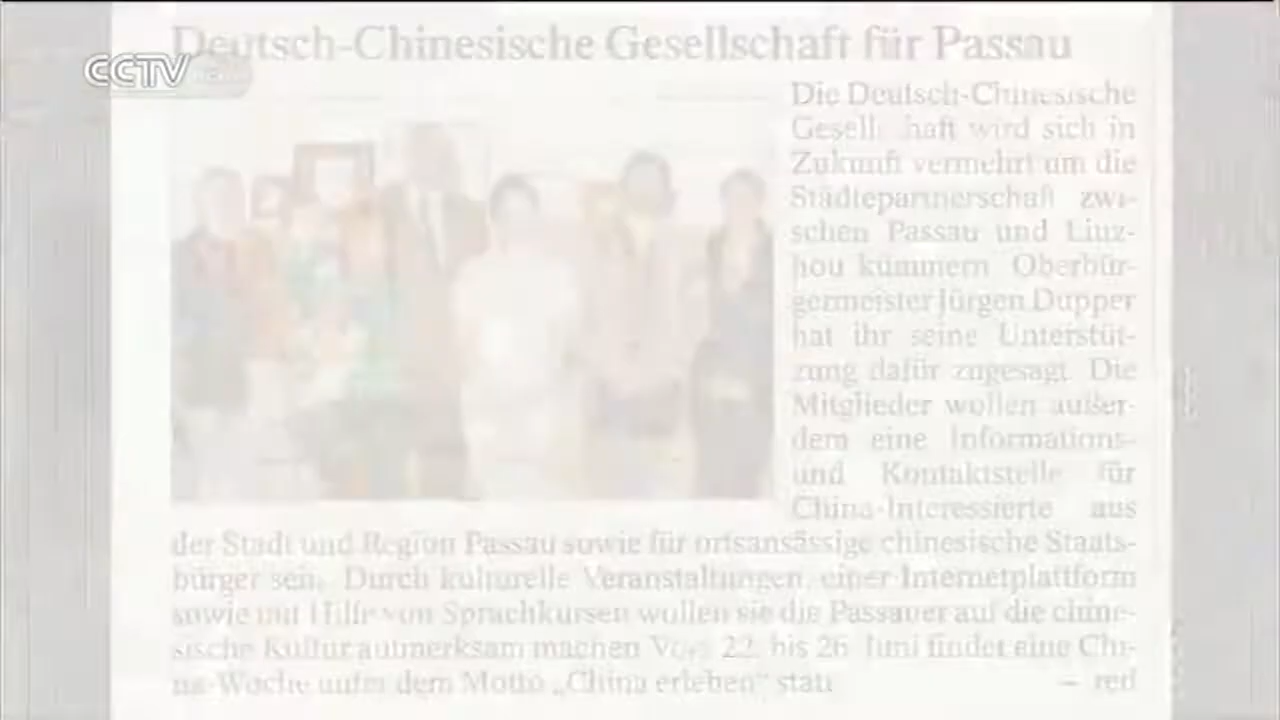 CCTV
Deutsch-Chinesische Gesellschaft für Passau
Die Deutsch-Chinesische
Gesellschaft wird sich in
Zukunft vermehrt um die
Städtepartnerschaft zwi-
schen Passau und Liuz-
hou kümmern. Oberbür-
germeister Jürgen Dupper
hat ihr seine Unterstüt-
zung dafür zugesagt. Die
Mitglieder wollen außer-
dem eine Informations-
und Kontaktstelle für
China-Interessierte aus
der Stadt und Region Passau sowie für ortsansässige chinesische Staats-
bürger sein. Durch kulturelle Veranstaltungen, einer Internetplattform
sowie mit Hilfe von Sprachkursen wollen sie die Passauer auf die chine-
sische Kultur aufmerksam machen. Vom 22. bis 26. Juni findet eine Chi-
na-Woche unter dem Motto „China erleben“ statt. – red